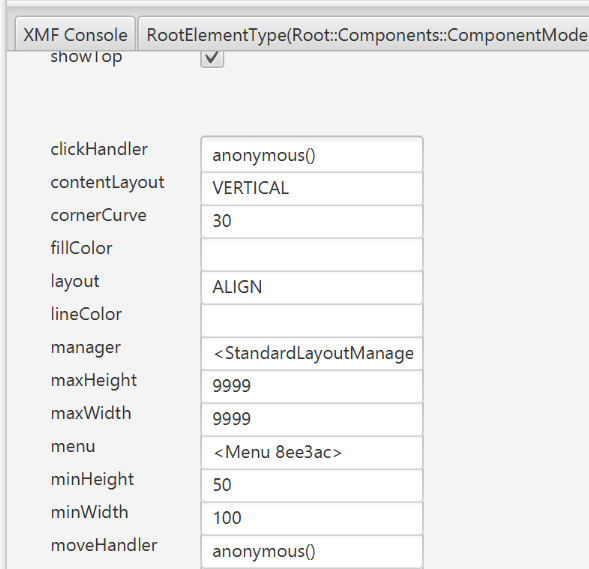 XMF Console RootElementType(Root::Components::ComponentMode
showTop
clickHandler anonymous()
contentLayout VERTICAL
cornerCurve 30
fillColor
layout ALIGN
lineColor
manager <StandardLayoutManage
maxHeight 9999
maxWidth 9999
menu <Menu 8ee3ac>
minHeight 50
minWidth 100
moveHandler anonymous()